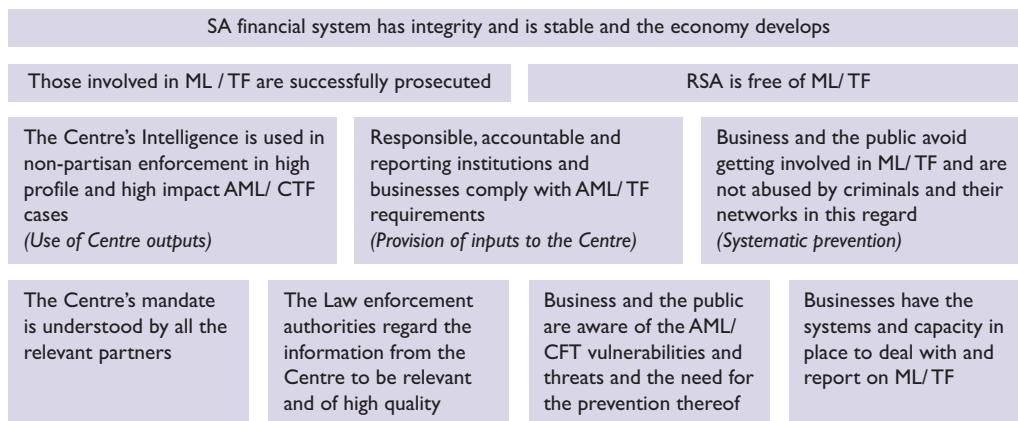 SA financial system has integrity and is stable and the economy develops
Those involved in ML / TF are successfully prosecuted
RSA is free of ML/ TF
The Centre's Intelligence is used in
non-partisan enforcement in high
profile and high impact AML/ CTF
cases
(Use of Centre outputs)
Responsible, accountable and
reporting institutions and
businesses comply with AML/ TF
requirements
(Provision of inputs to the Centre)
Business and the public avoid
getting involved in ML/ TF and are
not abused by criminals and their
networks in this regard
(Systematic prevention)
The Centre's mandate
is understood by all the
relevant partners
The Law enforcement
authorities regard the
information from the
Centre to be relevant
and of high quality
Business and the public
are aware of the AML/
CFT vulnerabilities and
threats and the need for
the prevention thereof
Businesses have the
systems and capacity in
place to deal with and
report on ML/ TF